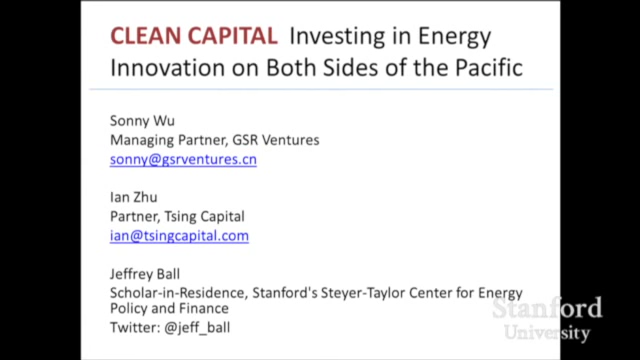 CLEAN CAPITAL Investing in Energy
Innovation on Both Sides of the Pacific
Sonny Wu
Managing Partner, GSR Ventures
sonny@gsrventures.cn
Ian Zhu
Partner, Tsing Capital
ian@tsingcapital.com
Jeffrey Ball
Scholar-in-Residence, Stanford's Steyer-Taylor Center for Energy
Policy and Finance
Twitter: @jeff_ball
Stanford
University